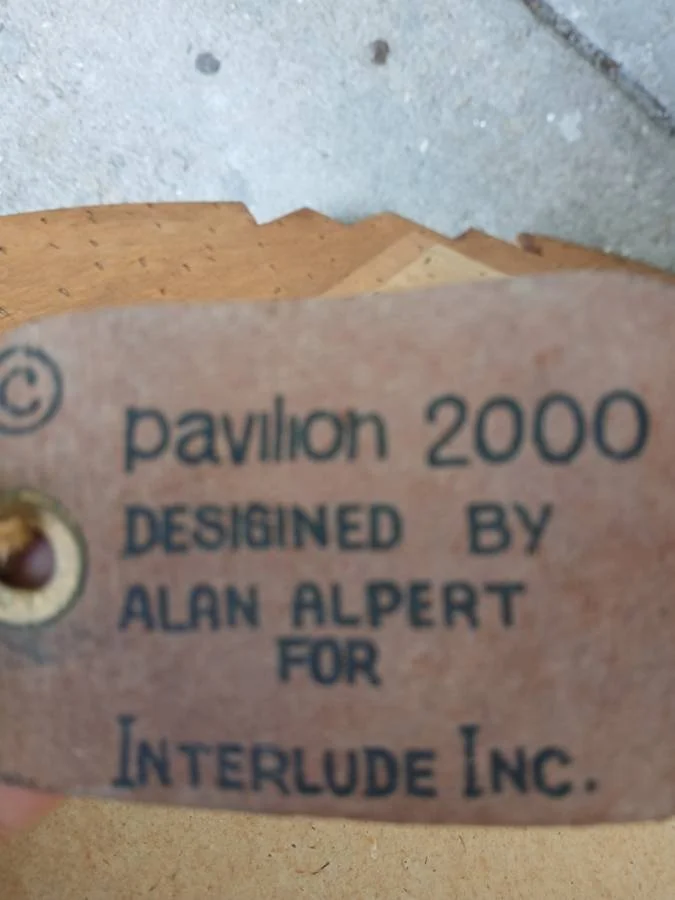 ©
pavilion 2000
DESIGINED BY
ALAN ALPERT
FOR
INTERLUDE INC.